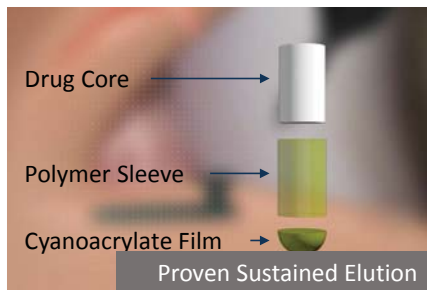 Drug Core
Polymer Sleeve
Cyanoacrylate Film
Proven Sustained Elution